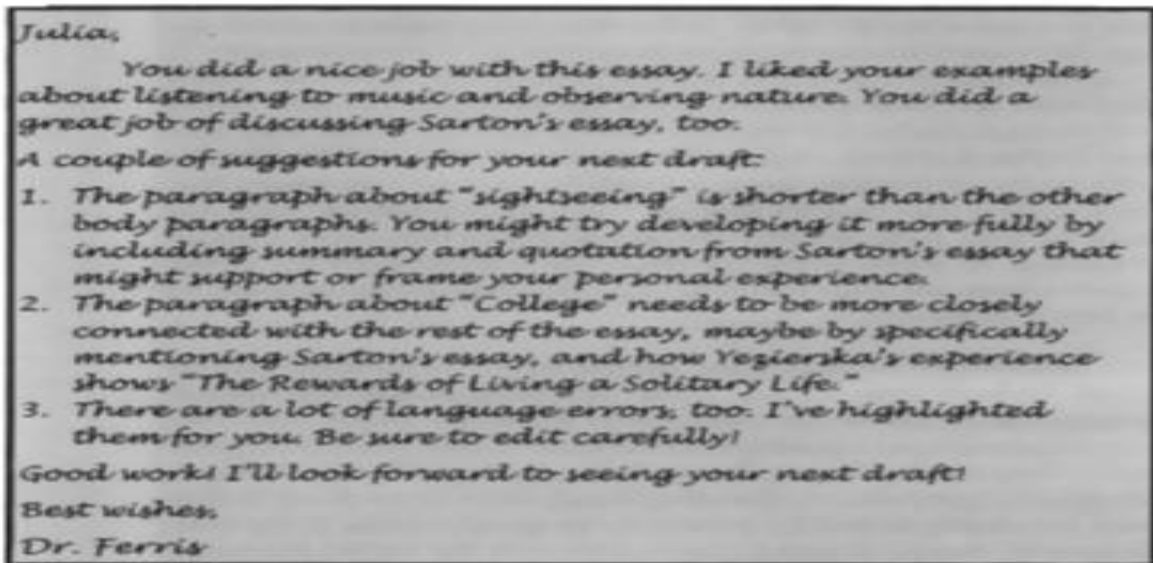 Julia,
You did a nice job with this essay. I liked your examples
about listening to music and observing nature. You did a
great job of discussing Sarton's essay, too.
A couple of suggestions for your next draft:
1. The paragraph about "sightseeing" is shorter than the other
body paragraphs. You might try developing it more fully by
including summary and quotation from Sarton's essay that
might support or frame your personal experience.
2. The paragraph about "College" needs to be more closely
connected with the rest of the essay, maybe by specifically
mentioning Sarton's essay, and how Yezierska's experience
shows "The Rewards of Living a Solitary Life."
3. There are a lot of language errors, too. I've highlighted
them for you. Be sure to edit carefully!
Good work! I'll look forward to seeing your next draft!
Best wishes,
Dr. Ferris